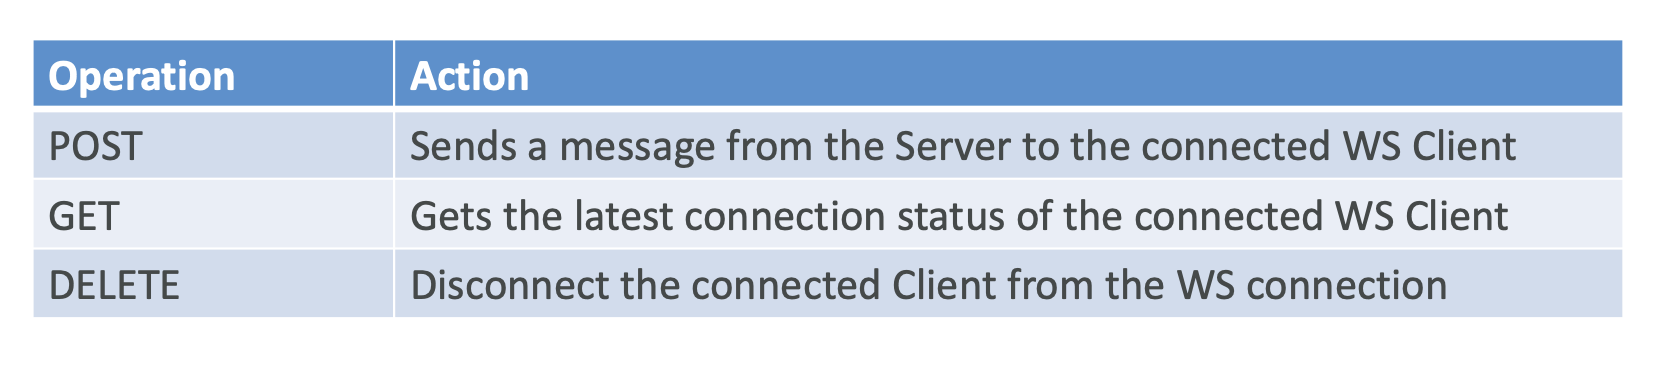 Operation Action
POST Sends a message from the Server to the connected WS Client
GET Gets the latest connection status of the connected WS Client
DELETE Disconnect the connected Client from the WS connection